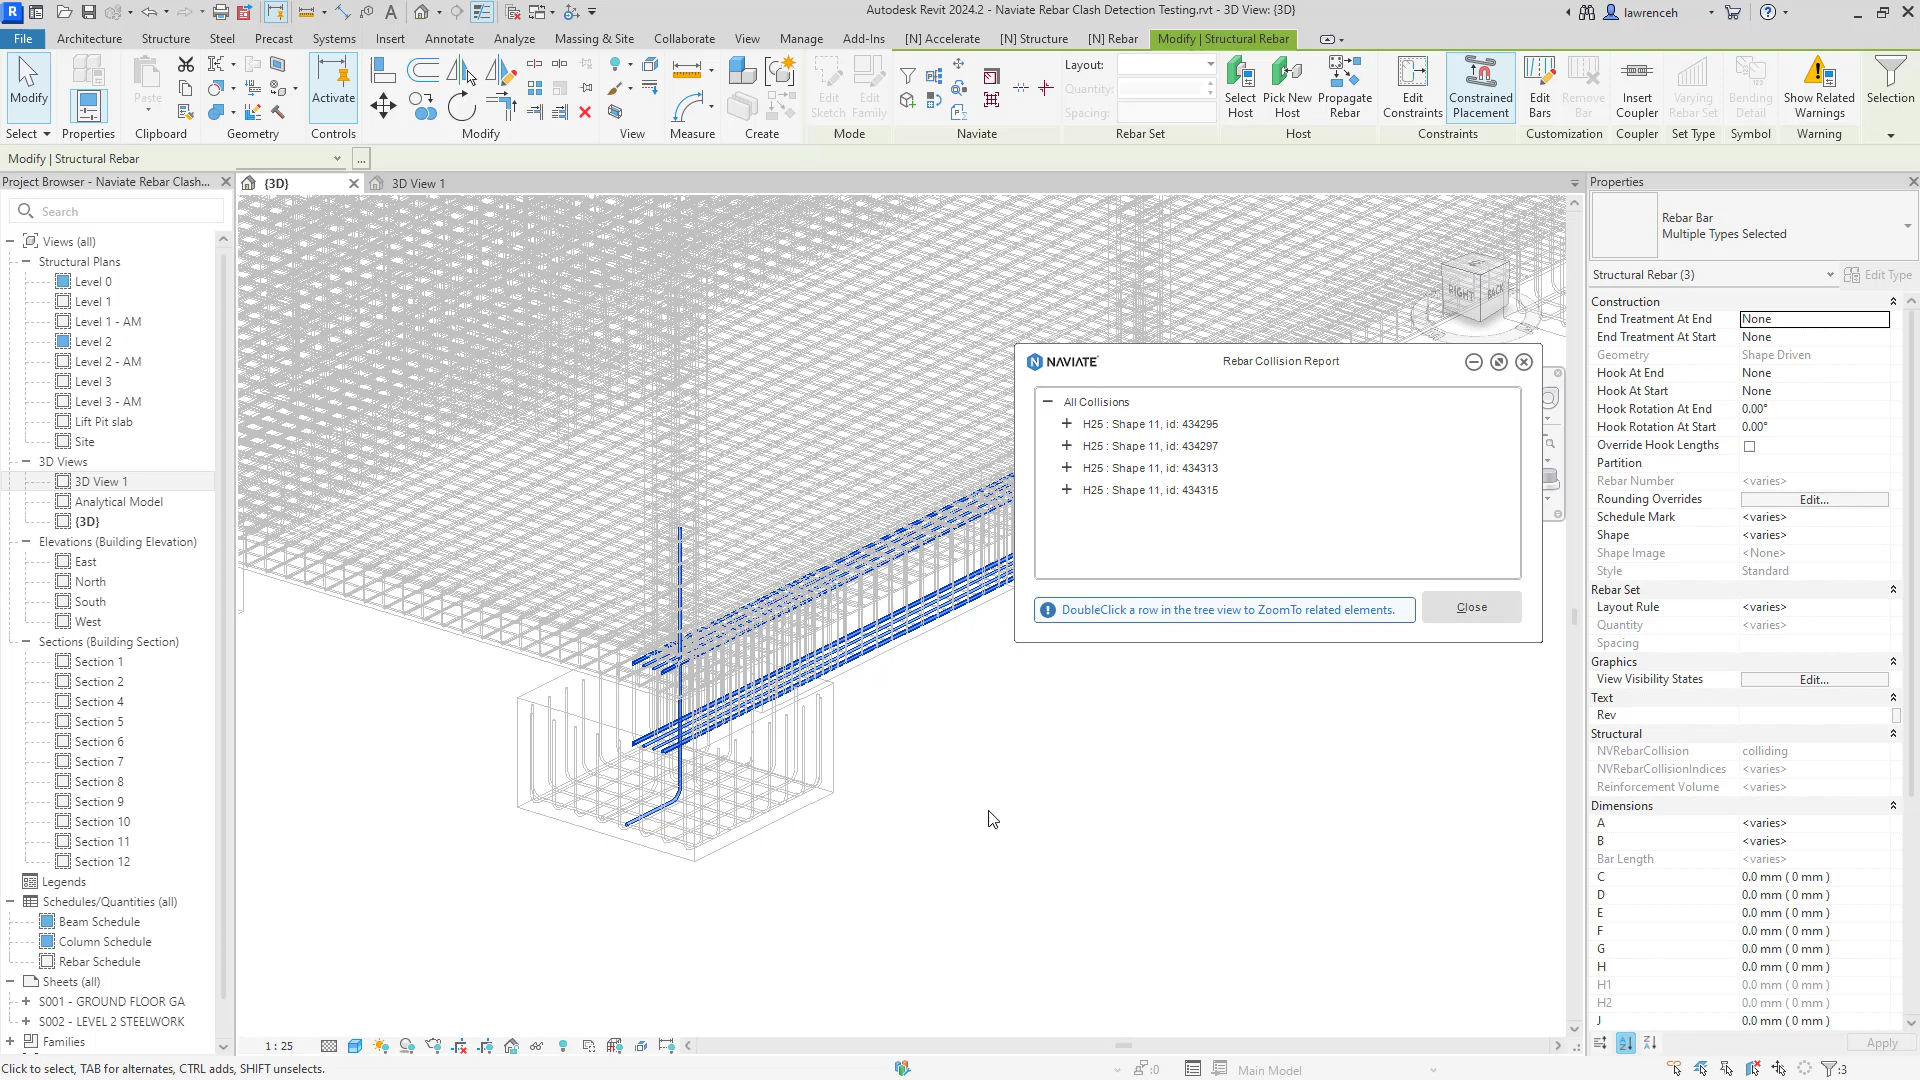 Autodesk Revit 2024.2 - Naviate Rebar Clash Detection Testing.rvt - 3D View: {3D}
lawrenceh
File
Architecture
Structure
Steel
Precast
Systems
Insert
Annotate
Analyze
Massing & Site
Collaborate
View
Manage
Add-Ins
[N] Accelerate
[N] Structure
[N] Rebar
Modify | Structural Rebar
Modify
Paste
Activate
Edit Sketch
Edit Family
Layout:
Quantity:
Spacing:
Select Host
Pick New Host
Propagate Rebar
Edit Constraints
Constrained Placement
Edit Bars
Remove Bar
Insert Coupler
Varying Rebar Set
Bending Detail
Show Related Warnings
Selection
Select
Properties
Clipboard
Geometry
Controls
Modify
View
Measure
Create
Mode
Naviate
Rebar Set
Host
Constraints
Customization
Coupler
Set Type
Symbol
Warning
Modify | Structural Rebar
...
Project Browser - Naviate Rebar Clash...
Search
Views (all)
Structural Plans
Level 0
Level 1
Level 1 - AM
Level 2
Level 2 - AM
Level 3
Level 3 - AM
Lift Pit slab
Site
3D Views
3D View 1
Analytical Model
{3D}
Elevations (Building Elevation)
East
North
South
West
Sections (Building Section)
Section 1
Section 2
Section 4
Section 5
Section 6
Section 7
Section 8
Section 9
Section 10
Section 11
Section 12
Legends
Schedules/Quantities (all)
Beam Schedule
Column Schedule
Rebar Schedule
Sheets (all)
S001 - GROUND FLOOR GA
S002 - LEVEL 2 STEELWORK
Families
{3D}
3D View 1
RIGHT
BACK
NAVIATE
Rebar Collision Report
All Collisions
H25 : Shape 11, id: 434295
H25 : Shape 11, id: 434297
H25 : Shape 11, id: 434313
H25 : Shape 11, id: 434315
DoubleClick a row in the tree view to ZoomTo related elements.
Close
Properties
Rebar Bar
Multiple Types Selected
Structural Rebar (3)
Edit Type
Construction
End Treatment At End None
End Treatment At Start None
Geometry Shape Driven
Hook At End None
Hook At Start None
Hook Rotation At End 0.00°
Hook Rotation At Start 0.00°
Override Hook Lengths
Partition
Rebar Number <varies>
Rounding Overrides Edit...
Schedule Mark <varies>
Shape <varies>
Shape Image <None>
Style Standard
Rebar Set
Layout Rule <varies>
Quantity <varies>
Spacing
Graphics
View Visibility States Edit...
Text
Rev
Structural
NVRebarCollision colliding
NVRebarCollisionIndices <varies>
Reinforcement Volume <varies>
Dimensions
A <varies>
B <varies>
Bar Length <varies>
C 0.0 mm ( 0 mm )
D 0.0 mm ( 0 mm )
E 0.0 mm ( 0 mm )
F 0.0 mm ( 0 mm )
G 0.0 mm ( 0 mm )
H 0.0 mm ( 0 mm )
H1 0.0 mm ( 0 mm )
H2 0.0 mm ( 0 mm )
J 0.0 mm ( 0 mm )
Apply
1 : 25
Click to select, TAB for alternates, CTRL adds, SHIFT unselects.
:0
Main Model
:3